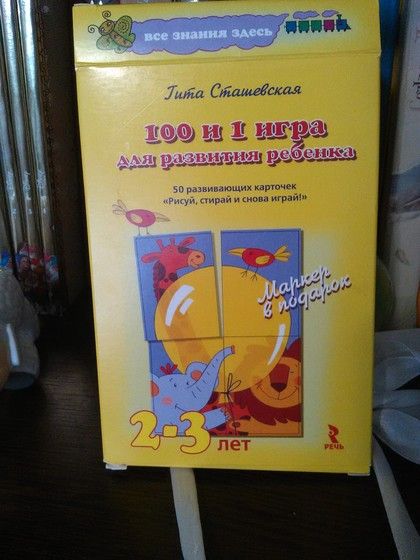 все знания здесь
Гита Сташевская
100 и 1 игра
для развития ребенка
50 развивающих карточек
«Рисуй, стирай и снова играй!»
Маркер
в подарок
2-3
лет
РЕЧЬ